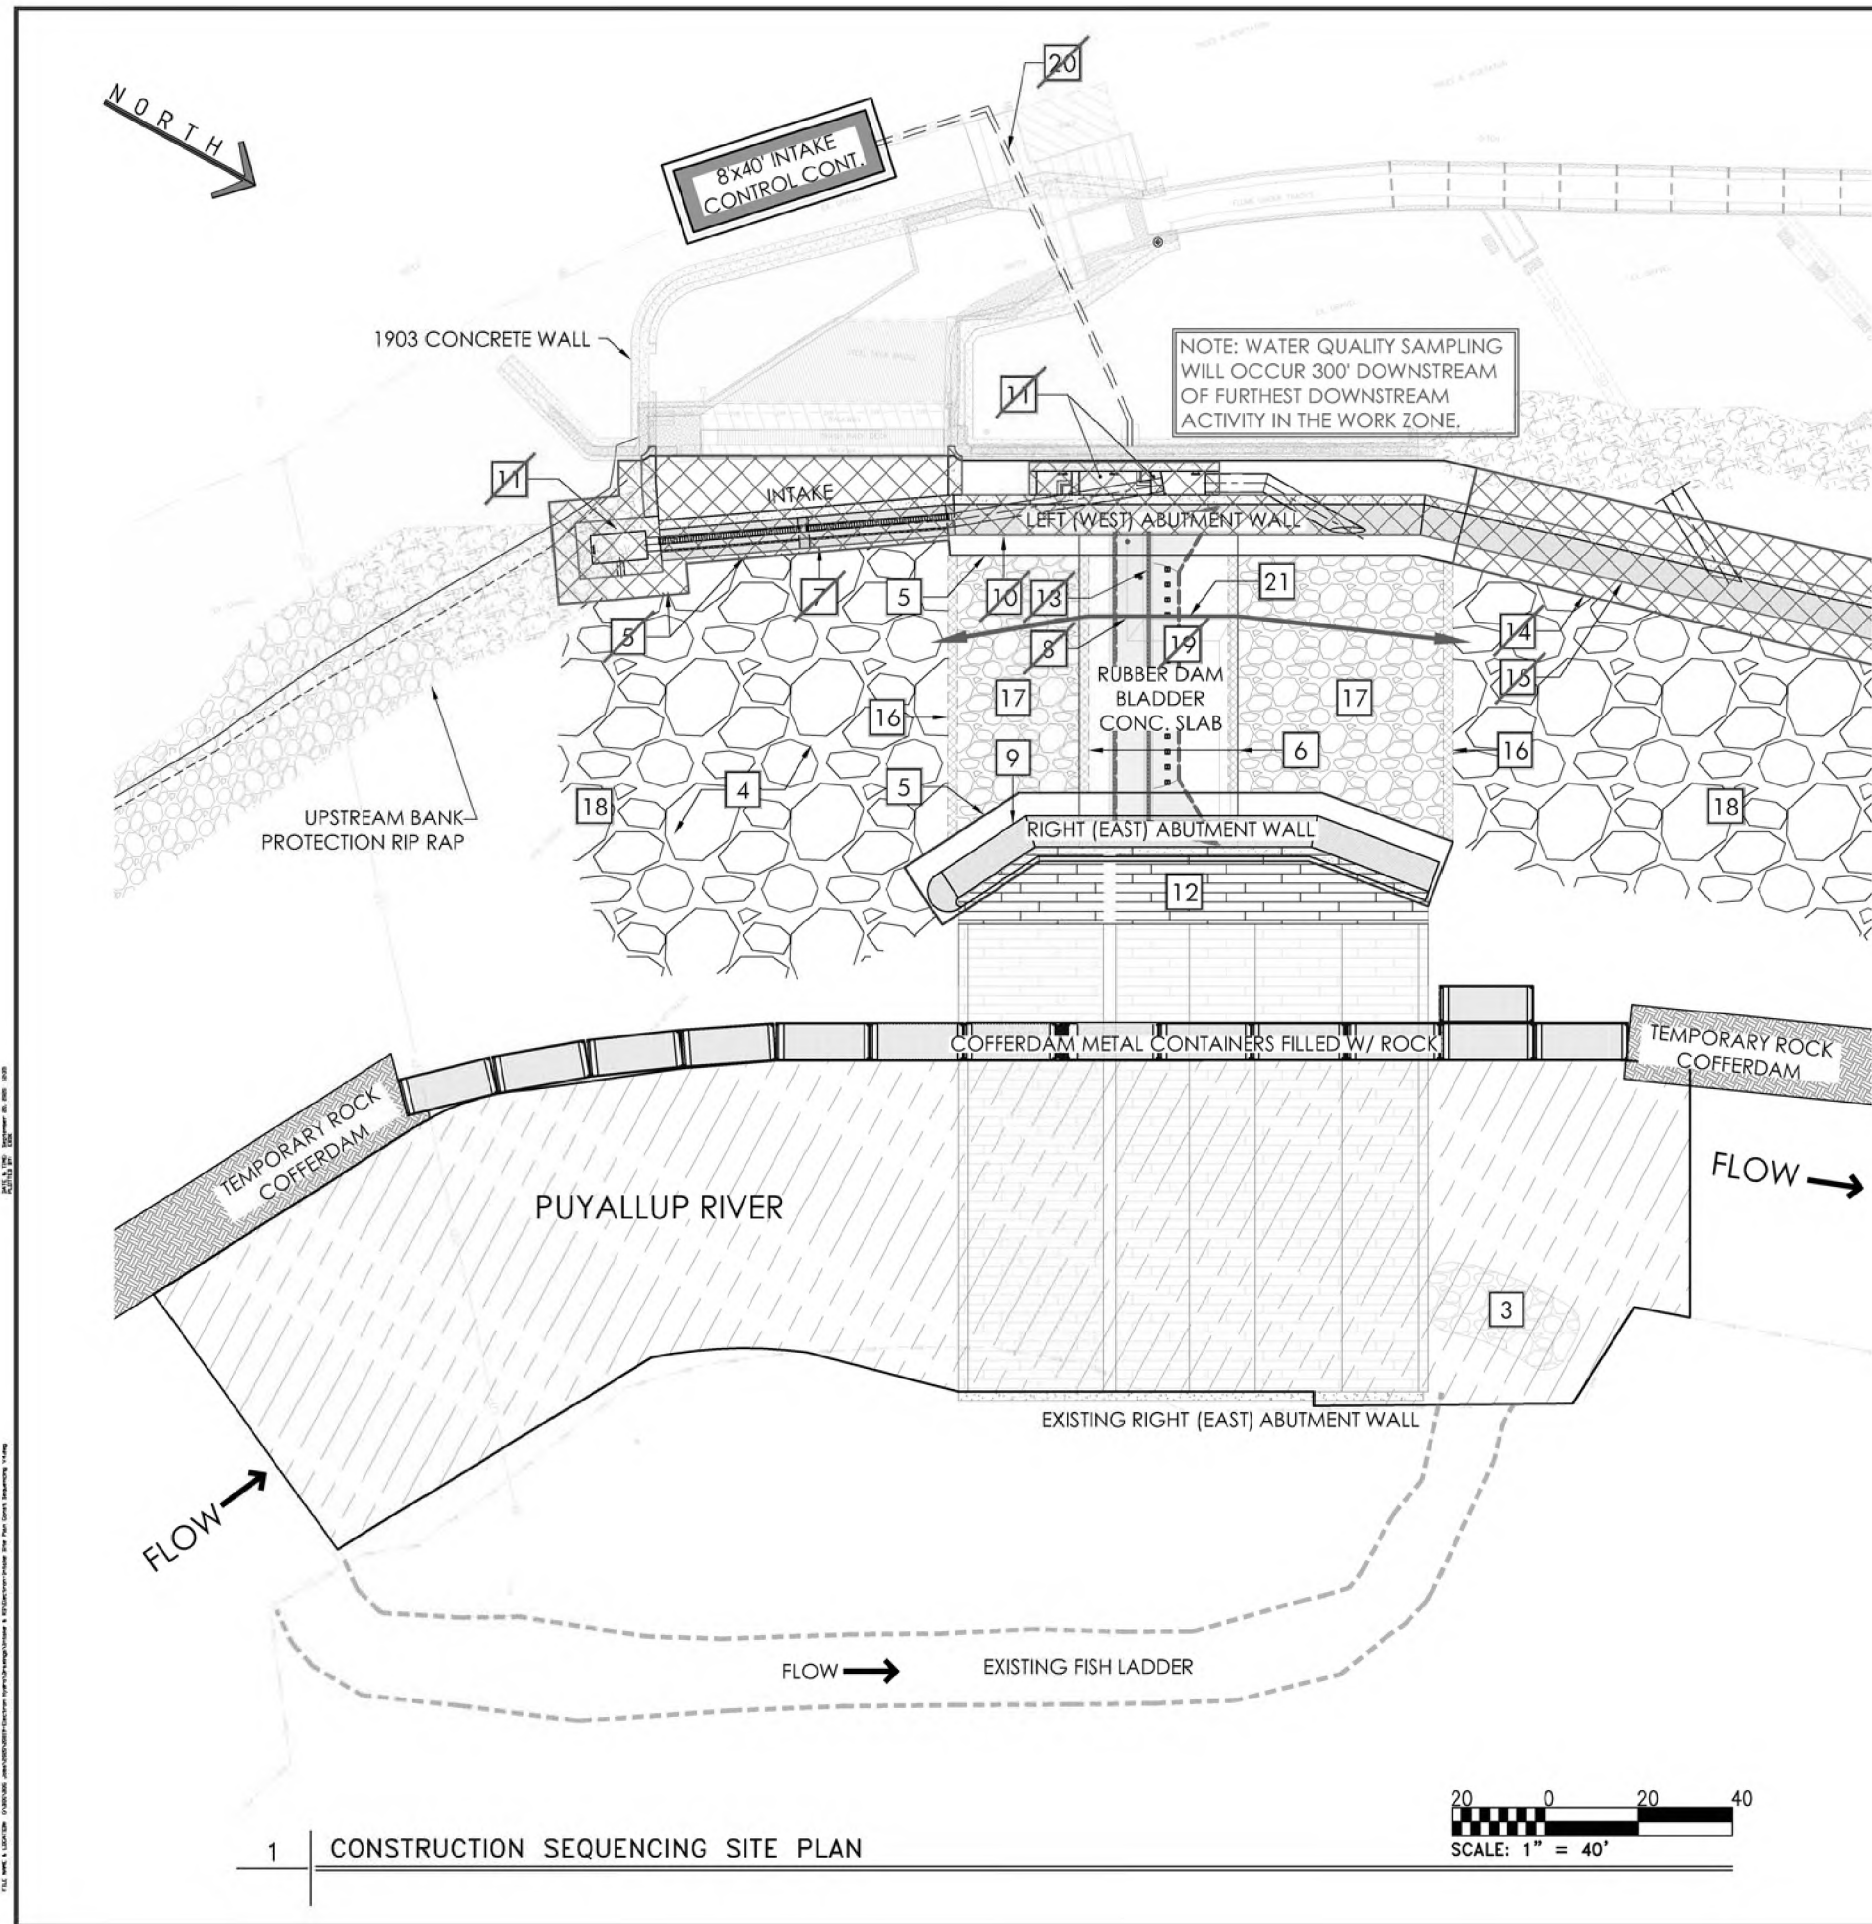 NORTH
20
8'x40' INTAKE
CONTROL CONT.
1903 CONCRETE WALL
NOTE: WATER QUALITY SAMPLING
WILL OCCUR 300' DOWNSTREAM
OF FURTHEST DOWNSTREAM
ACTIVITY IN THE WORK ZONE.
11
11
INTAKE
LEFT (WEST) ABUTMENT WALL
5
7
5
10
13
21
8
19
14
15
RUBBER DAM
BLADDER
CONC. SLAB
17
17
16
16
9
6
4
5
18
18
UPSTREAM BANK
PROTECTION RIP RAP
RIGHT (EAST) ABUTMENT WALL
12
COFFERDAM METAL CONTAINERS FILLED W/ ROCK
TEMPORARY ROCK
COFFERDAM
TEMPORARY ROCK
COFFERDAM
FLOW
PUYALLUP RIVER
3
EXISTING RIGHT (EAST) ABUTMENT WALL
FLOW
FLOW
EXISTING FISH LADDER
20 0 20 40
SCALE: 1" = 40'
1 CONSTRUCTION SEQUENCING SITE PLAN